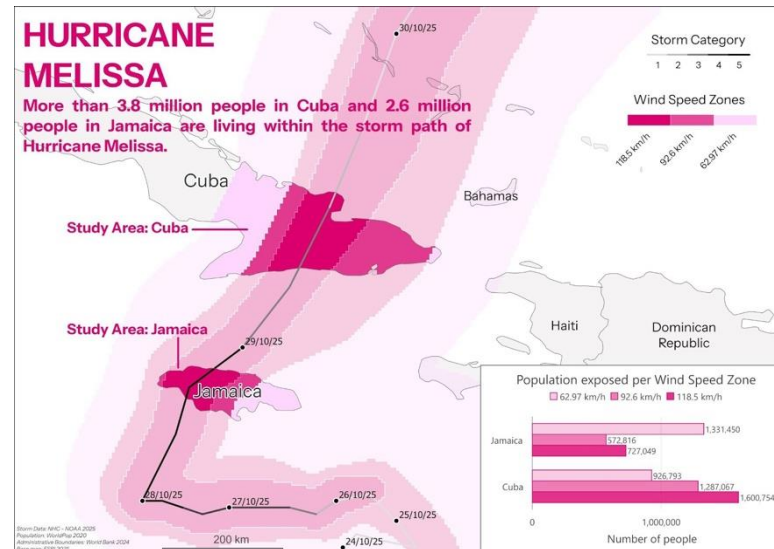 HURRICANE
MELISSA
More than 3.8 million people in Cuba and 2.6 million
people in Jamaica are living within the storm path of
Hurricane Melissa.
30/10/25
Storm Category
1 2 3 4 5
Wind Speed Zones
118.5 km/h
92.6 km/h
62.97 km/h
Cuba
Bahamas
Study Area: Cuba
Study Area: Jamaica
29/10/25
Jamaica
Haiti
Dominican
Republic
28/10/25
27/10/25
26/10/25
25/10/25
24/10/25
200 km
Population exposed per Wind Speed Zone
62.97 km/h 92.6 km/h 118.5 km/h
Jamaica
1,331,450
572,816
727,049
Cuba
926,793
1,287,067
1,600,754
0 1,000,000
Number of people
Storm Data: NHC - NOAA 2025
Population: WorldPop 2020
Administrative Boundaries: World Bank 2024